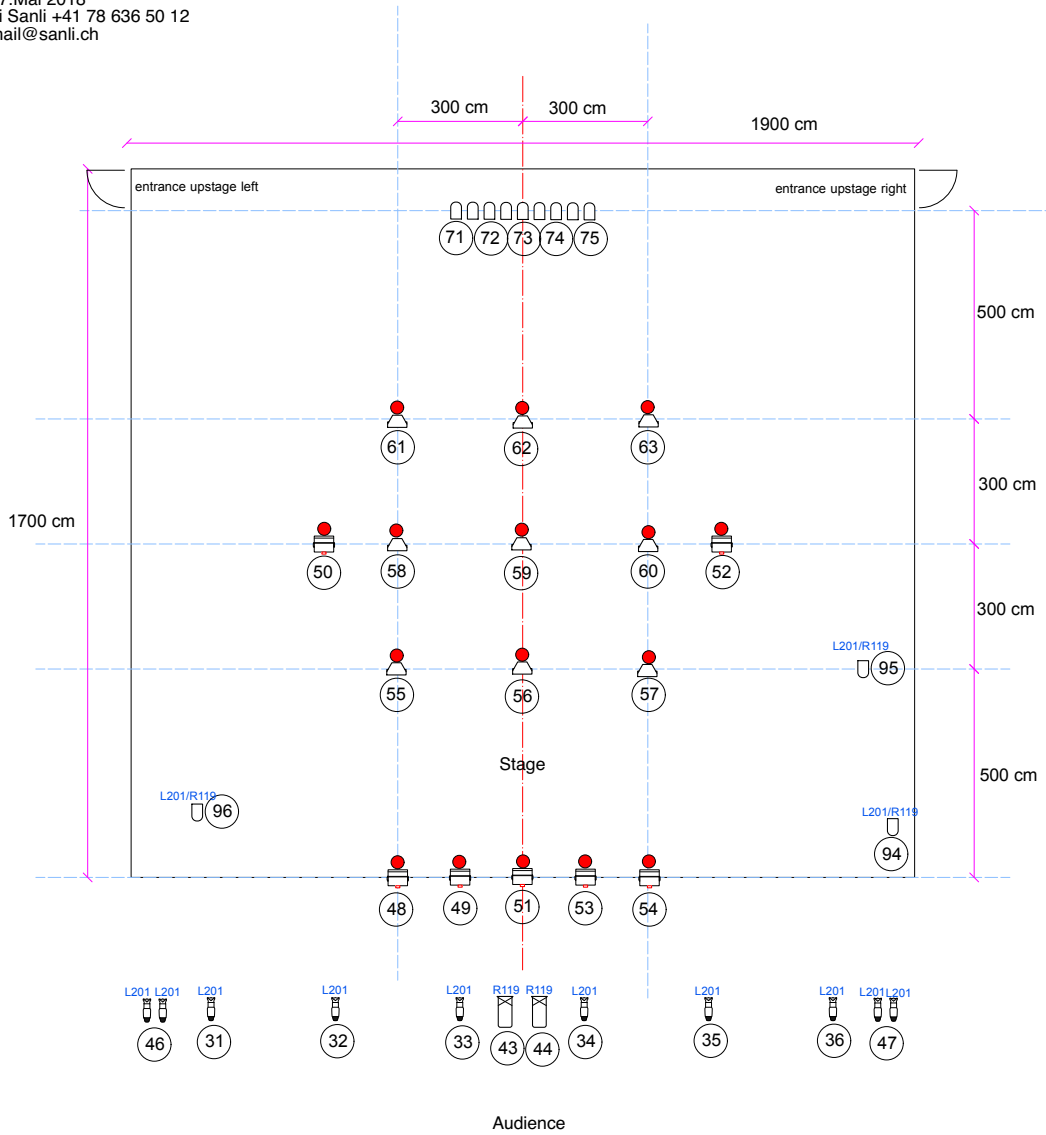 7.Mai 2018
i Sanli +41 78 636 50 12
nail@sanli.ch
300 cm
300 cm
1900 cm
entrance upstage left
entrance upstage right
71
72
73
74
75
500 cm
61
62
63
300 cm
1700 cm
50
58
59
60
52
300 cm
L201/R119
95
55
56
57
Stage
500 cm
L201/R119
96
L201/R119
94
48
49
51
53
54
L201 L201
L201
L201
L201
R119
R119
L201
L201
L201
L201
L201
46
31
32
33
43
44
34
35
36
47
Audience